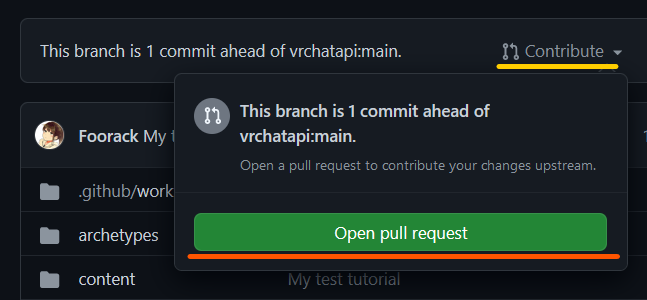 This branch is 1 commit ahead of vrchatapi:main.
Contribute
This branch is 1 commit ahead of
vrchatapi:main.
Open a pull request to contribute your changes upstream.
Foorack My
.github/work
Open pull request
archetypes
content My test tutorial